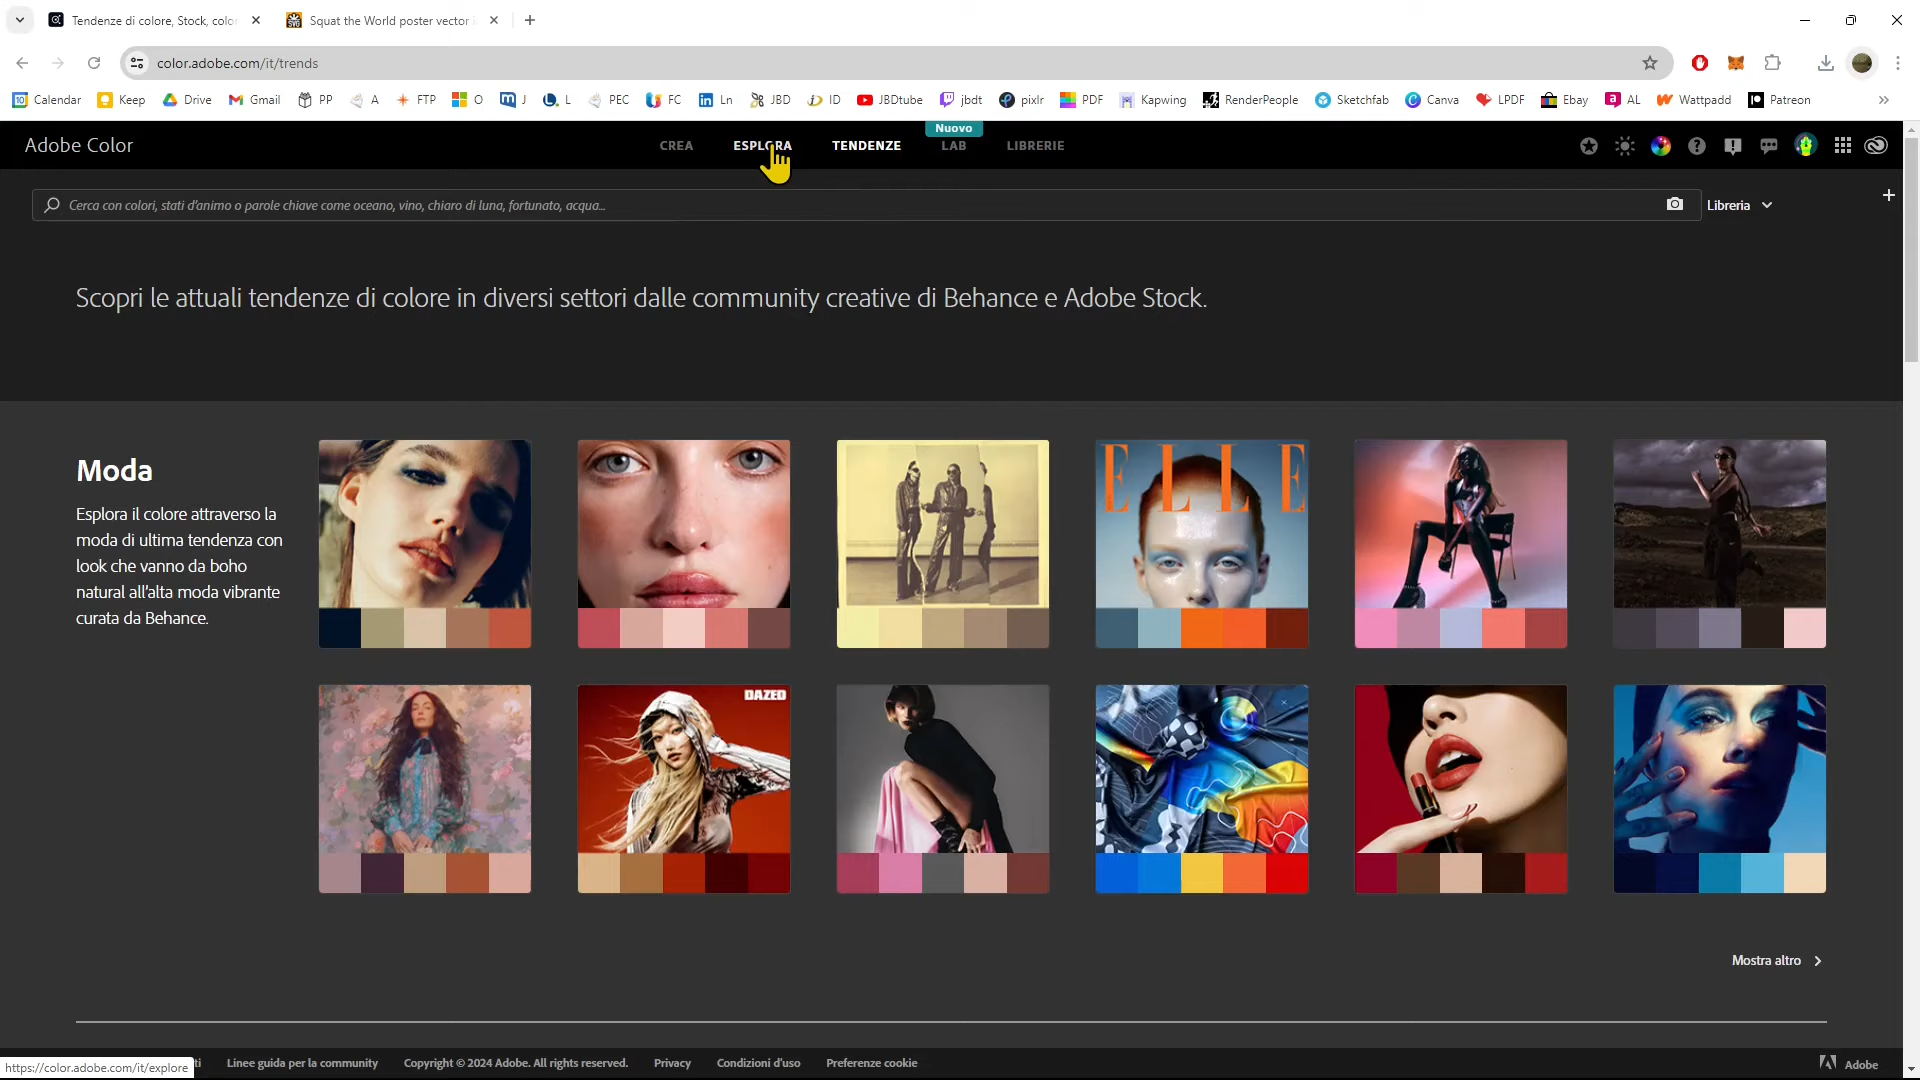 Tendenze di colore, Stock, color
Squat the World poster vector i
color.adobe.com/it/trends
Calendar
Keep
Drive
Gmail
PP
A
FTP
O
J
L
PEC
FC
Ln
JBD
ID
JBDtube
jbdt
pixlr
PDF
Kapwing
RenderPeople
Sketchfab
Canva
LPDF
Ebay
AL
Wattpadd
Patreon
Adobe Color
CREA
ESPLORA
TENDENZE
Nuovo
LAB
LIBRERIE
Cerca con colori, stati d'animo o parole chiave come oceano, vino, chiaro di luna, fortunato, acqua...
Libreria
Scopri le attuali tendenze di colore in diversi settori dalle community creative di Behance e Adobe Stock.
Moda
Esplora il colore attraverso la
moda di ultima tendenza con
look che vanno da boho
natural all'alta moda vibrante
curata da Behance.
ELLE
DAZED
Mostra altro
https://color.adobe.com/it/explore
ti
Linee guida per la community
Copyright © 2024 Adobe. All rights reserved.
Privacy
Condizioni d'uso
Preferenze cookie
Adobe